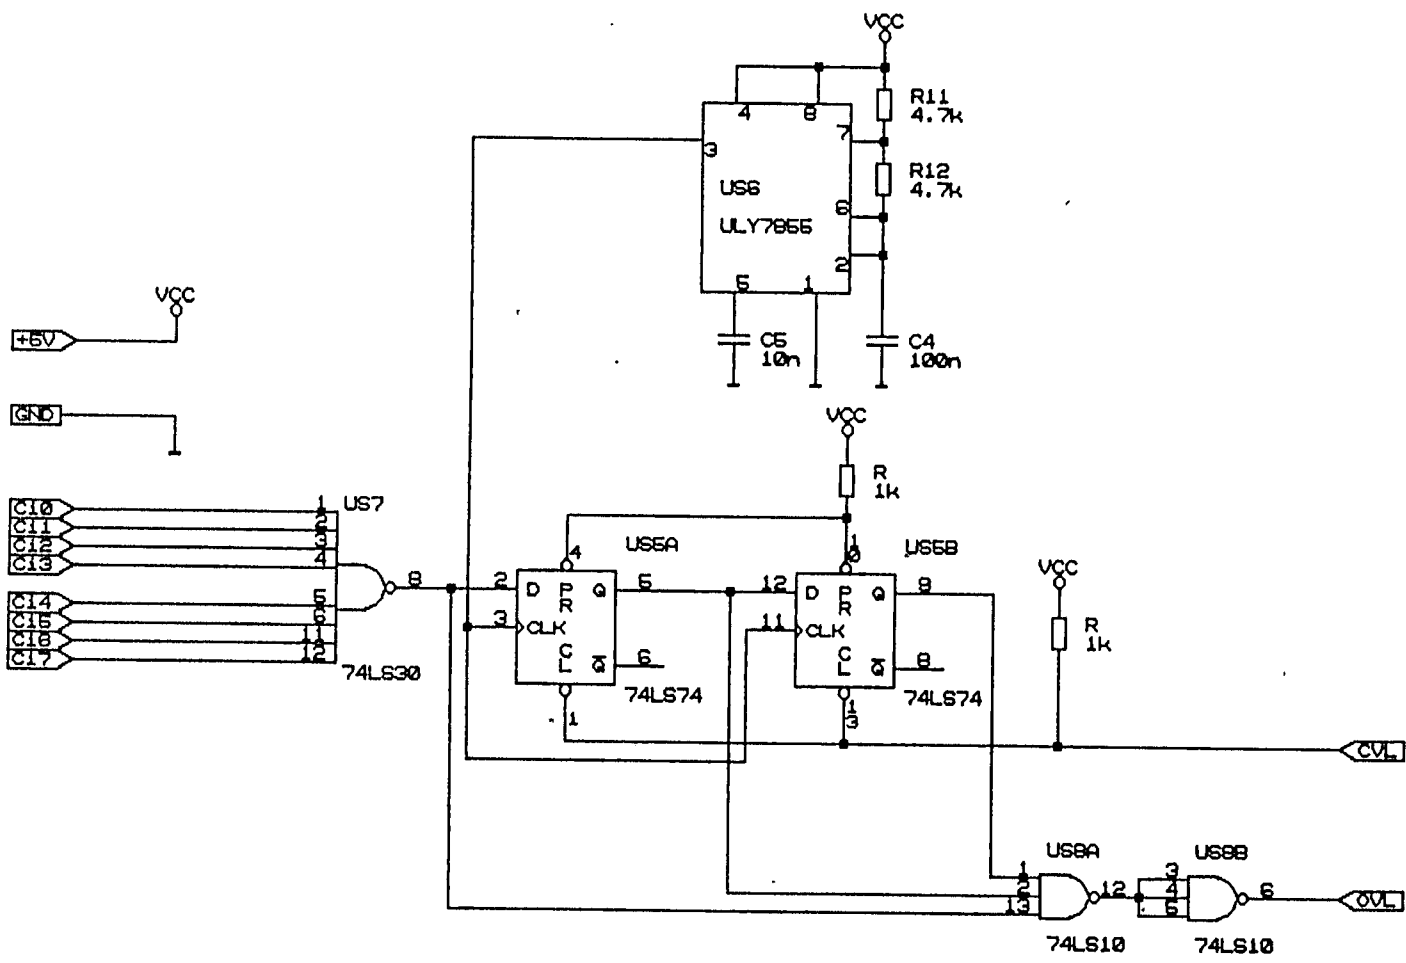 VCC
R11
4.7k
4
8
7
3
R12
4.7k
US6
6
ULY7855
2
5
1
VCC
+5V
C5
10n
C4
100n
GND
VCC
R
1k
CI0
1
US7
CI1
2
CI2
3
CI3
4
CI4
5
CI5
6
CI6
11
CI7
12
8
74LS30
4
US5A
10
US5B
2
D
PR
Q
5
12
D
PR
Q
9
3
CLK
11
CLK
CL
Q
6
CL
Q
8
74LS74
74LS74
1
13
VCC
R
1k
CVL
US8A
US8B
1
2
13
12
3
4
5
6
OVL
74LS10
74LS10